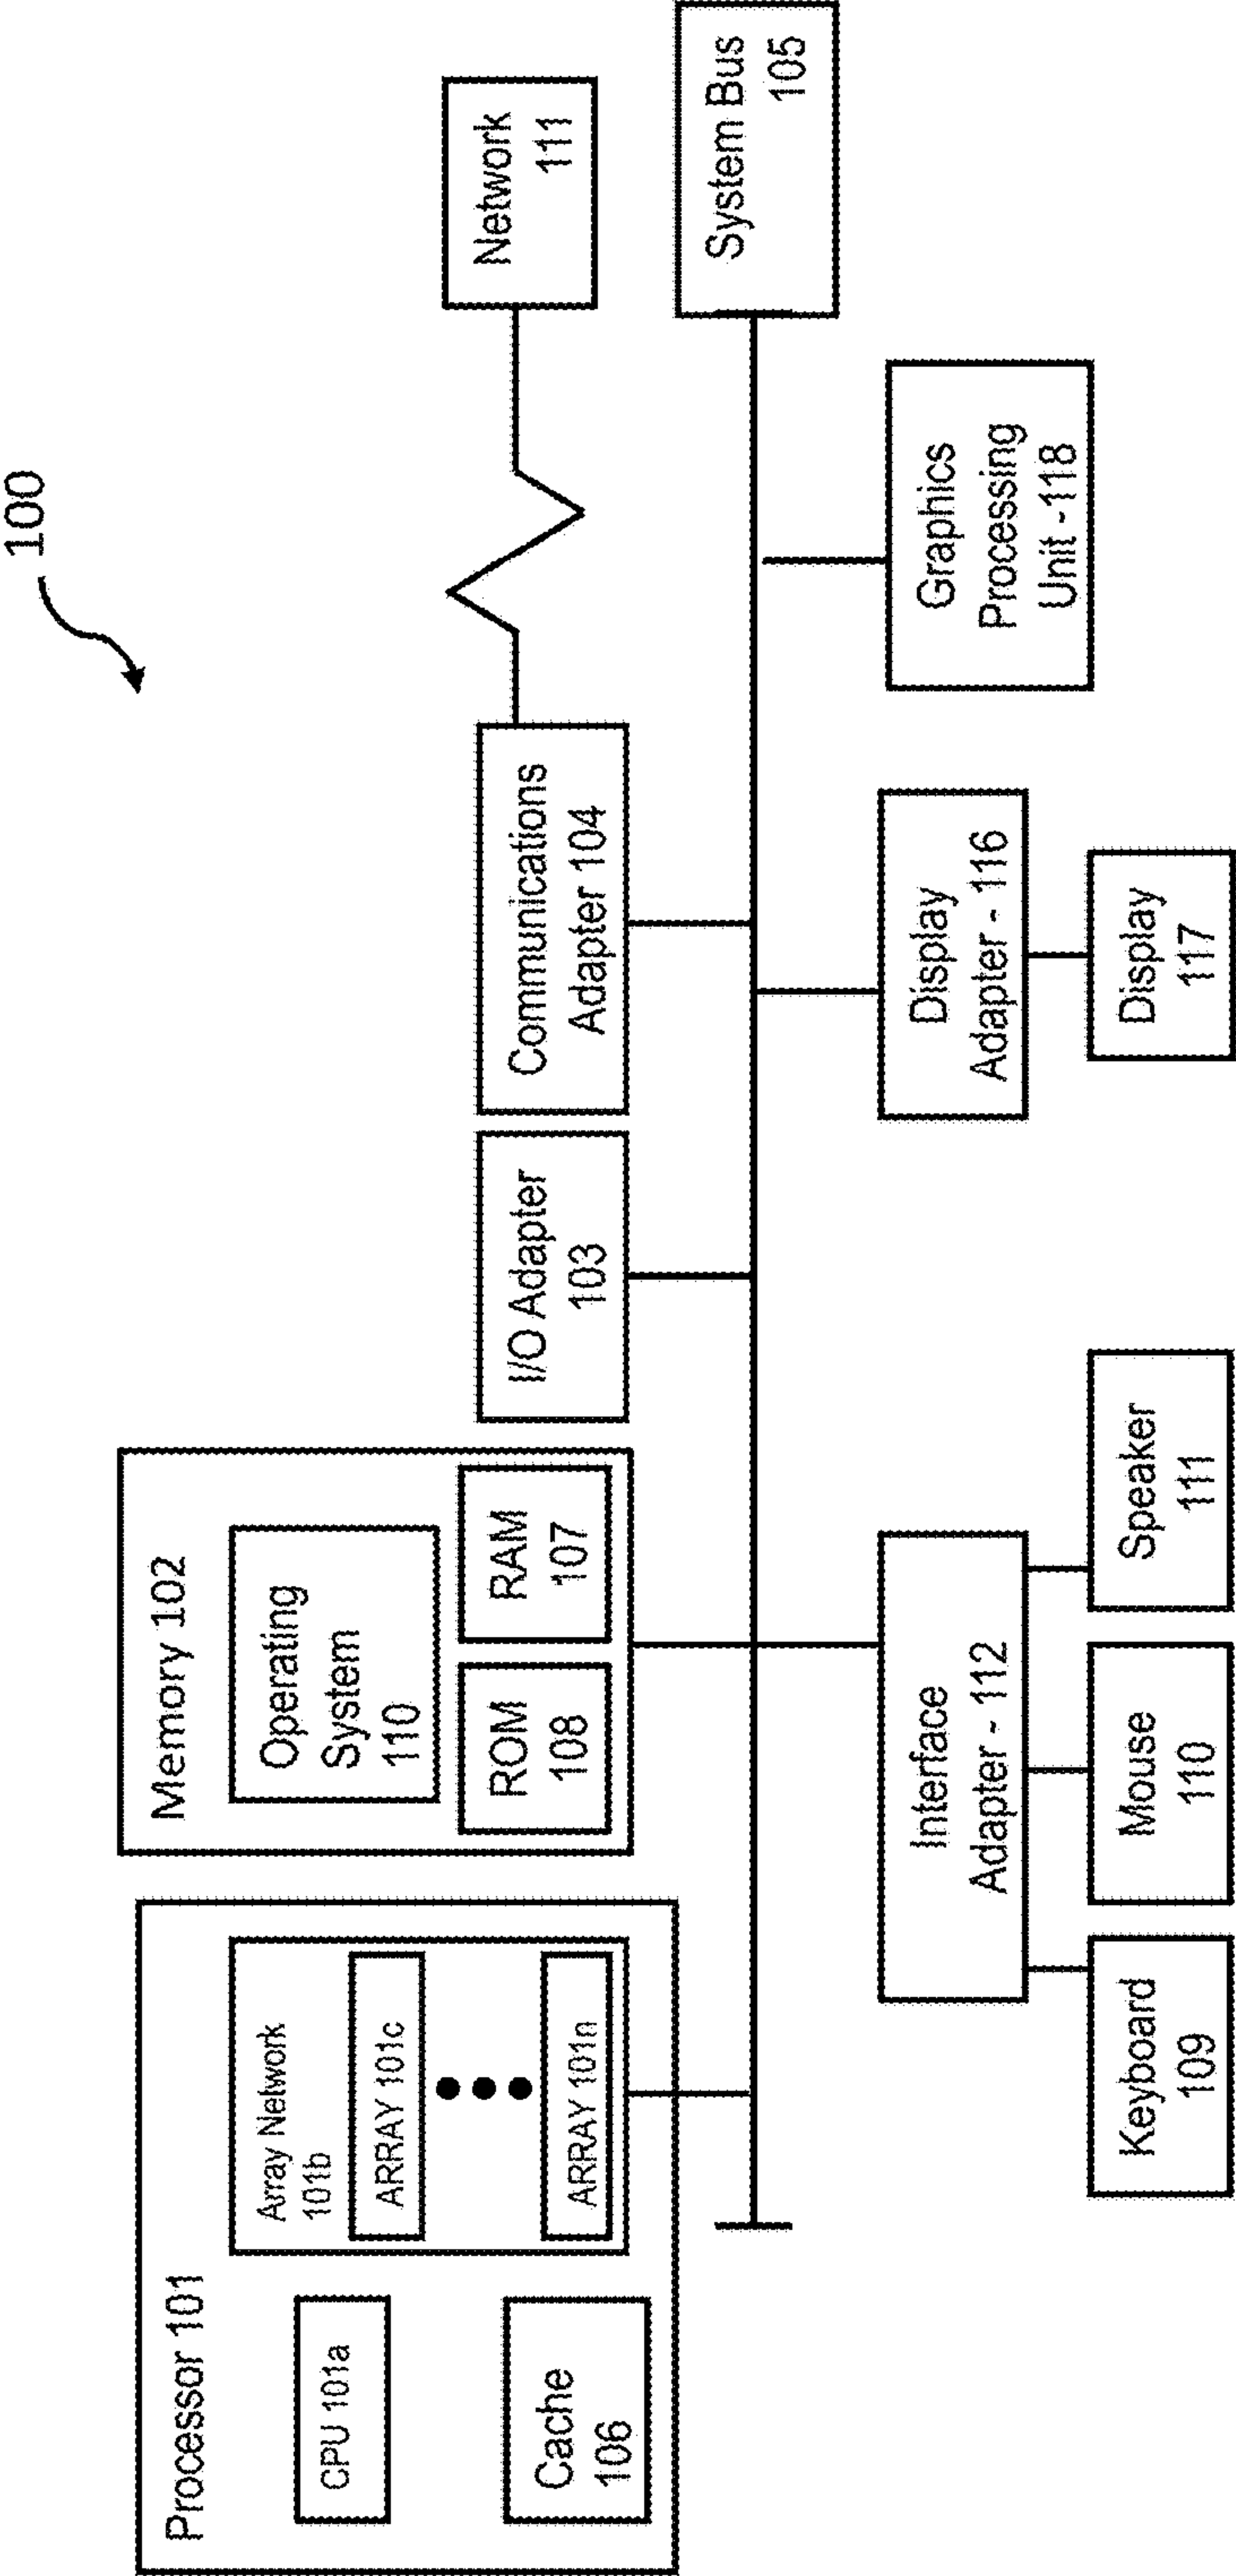 100
Processor 101
CPU 101a
Cache
106
Array Network
101b
ARRAY 101c
ARRAY 101n
Memory 102
Operating
System
110
ROM
108
RAM
107
I/O Adapter
103
Communications
Adapter 104
Network
111
System Bus
105
Interface
Adapter - 112
Keyboard
109
Mouse
110
Speaker
111
Display
Adapter - 116
Display
117
Graphics
Processing
Unit -118